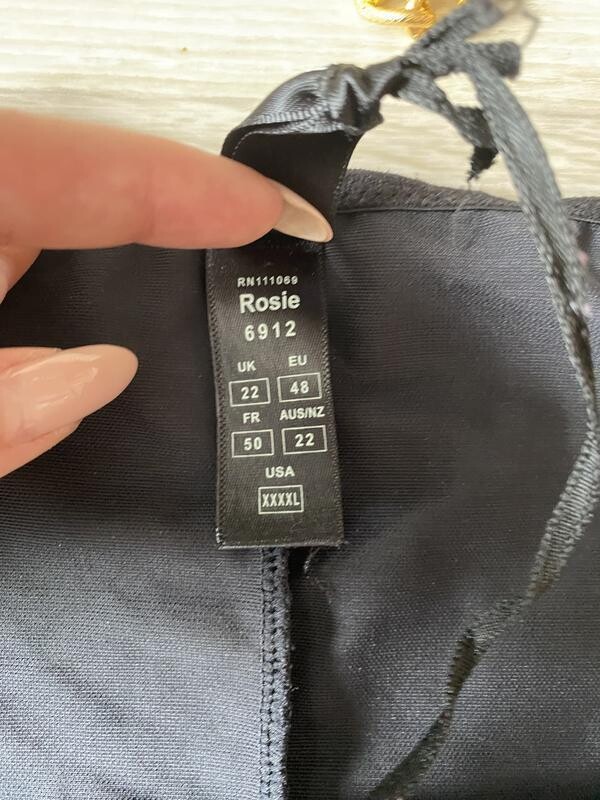 RN111069
Rosie
6912
UK EU
22 48
FR AUS/NZ
50 22
USA
XXXXL